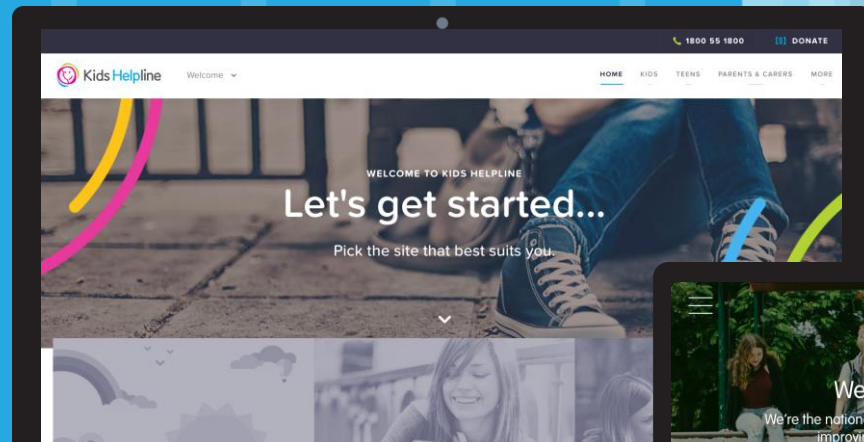 1800 55 1800 DONATE
Kids Helpline Welcome HOME KIDS TEENS PARENTS & CARERS MORE
WELCOME TO KIDS HELPLINE
Let's get started...
Pick the site that best suits you.
We
We're the nation
improvi